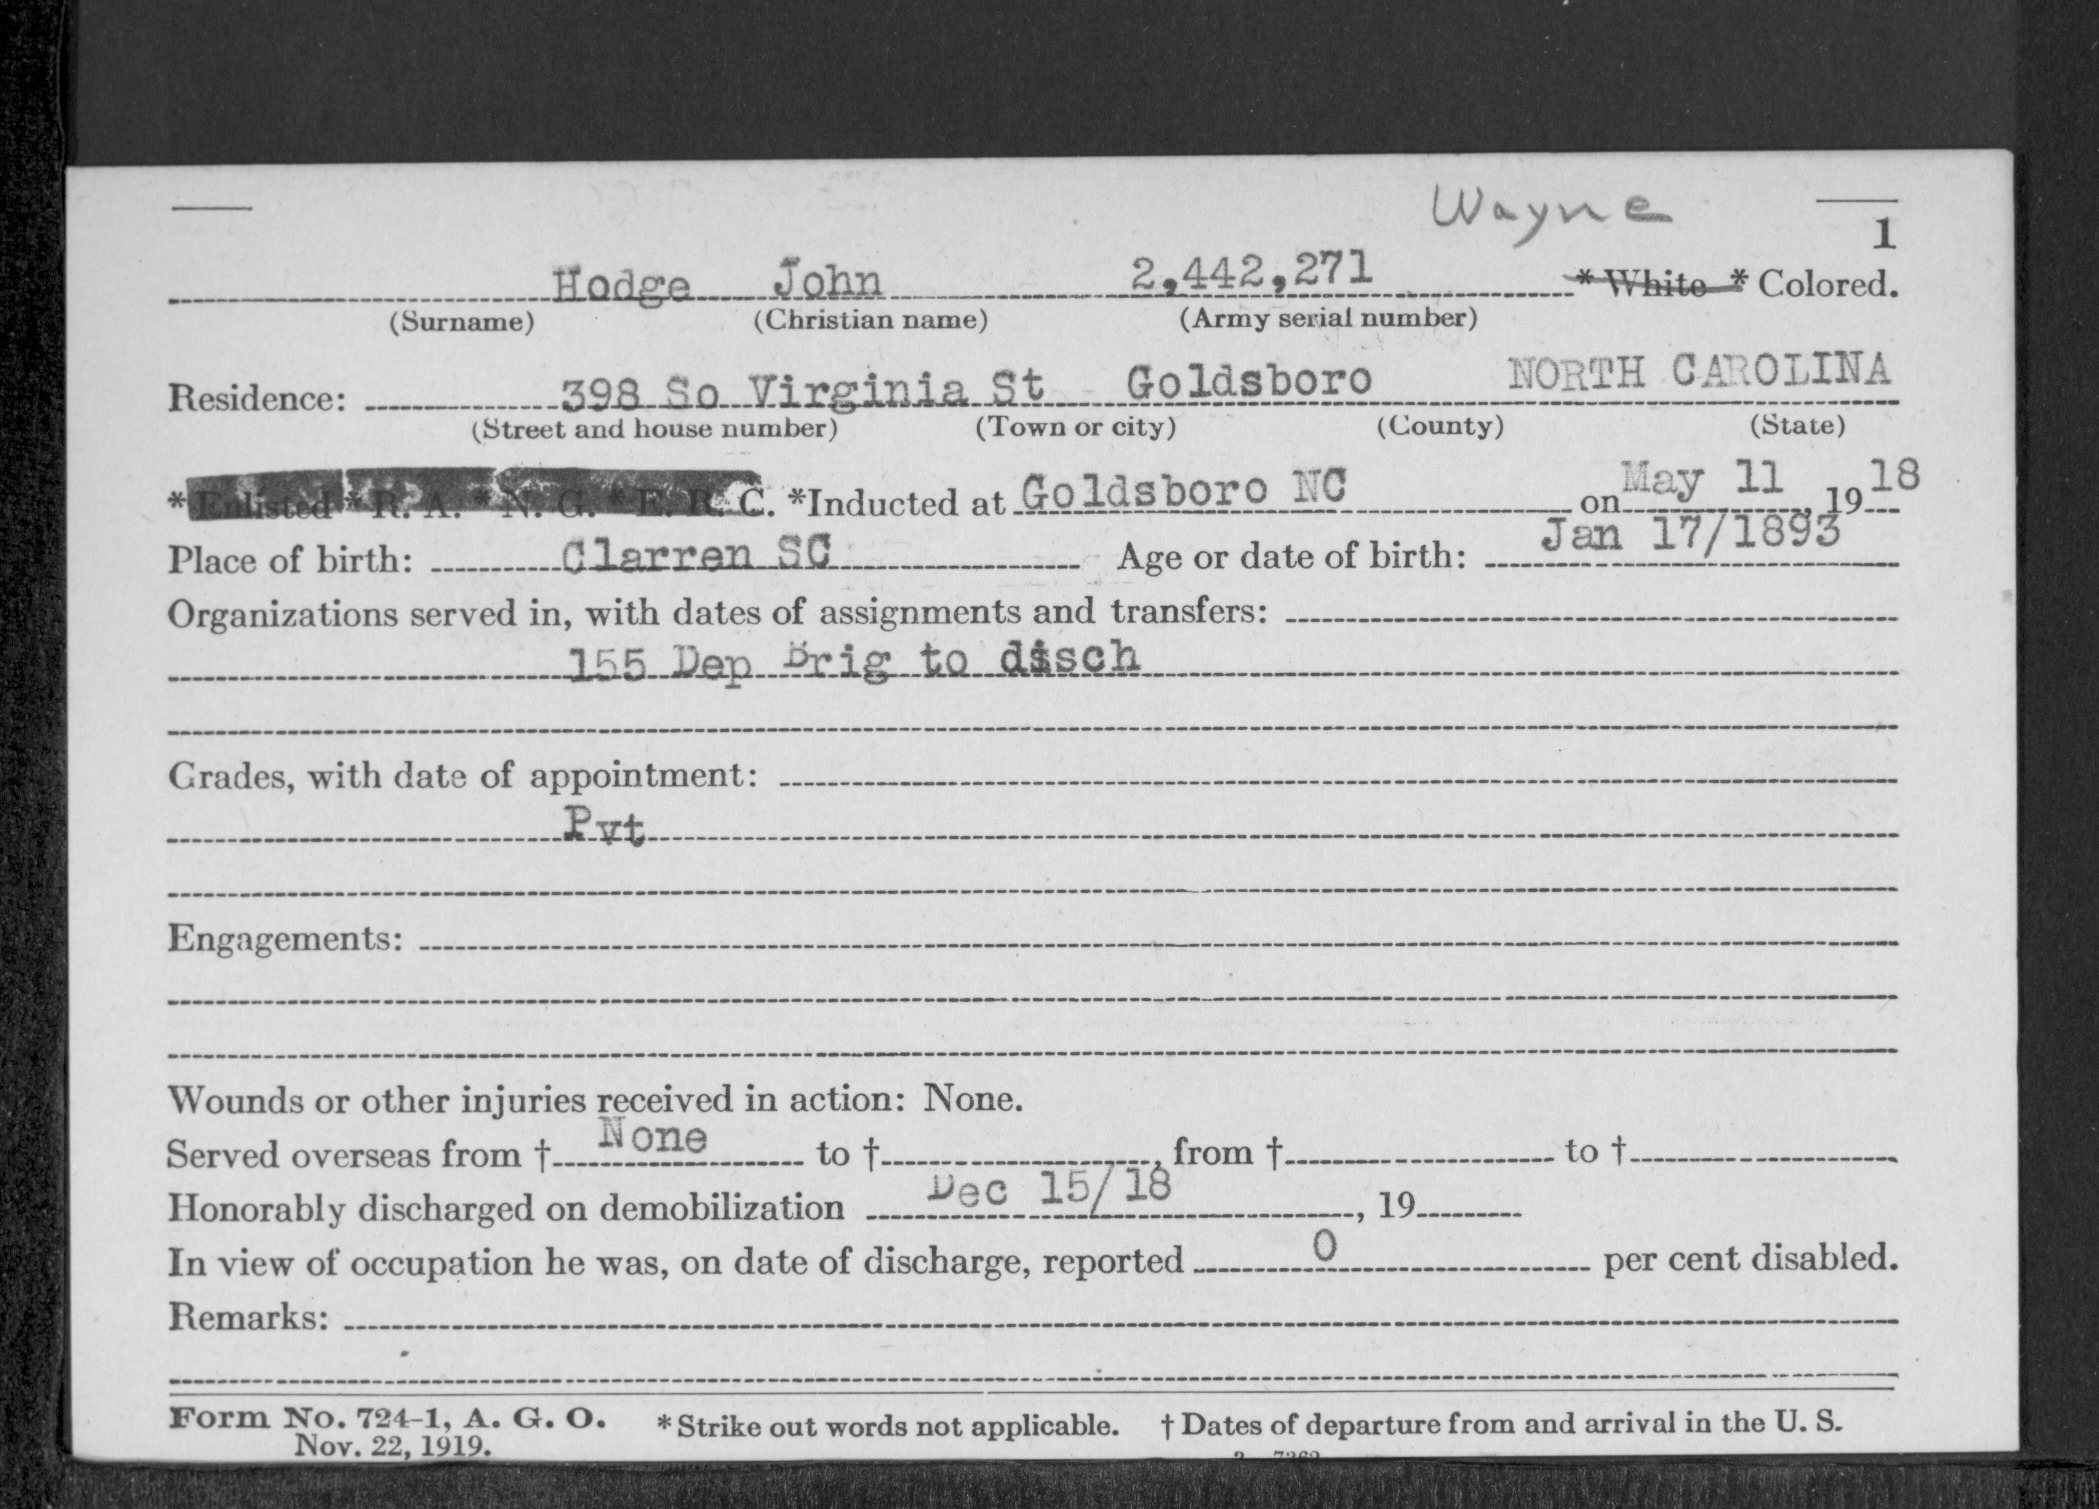 Wayne
1
Hodge John 2,442,271 * White * Colored.
(Surname) (Christian name) (Army serial number)
Residence: 398 So Virginia St Goldsboro NORTH CAROLINA
(Street and house number) (Town or city) (County) (State)
* Enlisted * R. A. * N. G. * E. R. C. *Inducted at Goldsboro NC on May 11, 1918
Place of birth: Clarren SC Age or date of birth: Jan 17/1893
Organizations served in, with dates of assignments and transfers:
155 Dep Brig to disch
Grades, with date of appointment:
Pvt
Engagements:
Wounds or other injuries received in action: None.
Served overseas from † None to †, from † to †
Honorably discharged on demobilization Dec 15/18, 19
In view of occupation he was, on date of discharge, reported 0 per cent disabled.
Remarks:
Form No. 724-1, A. G. O. * Strike out words not applicable. † Dates of departure from and arrival in the U. S.
Nov. 22, 1919.